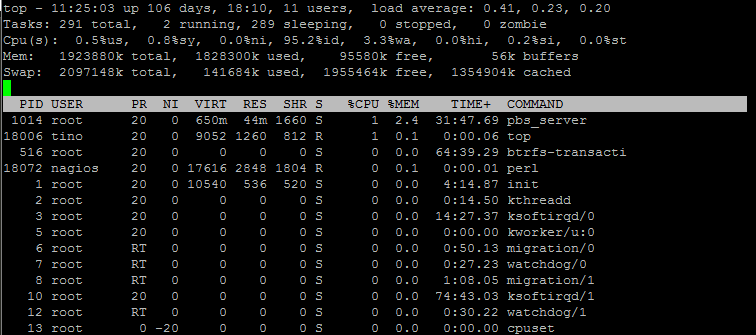 top - 11:25:03 up 106 days, 18:10, 11 users,  load average: 0.41, 0.23, 0.20
Tasks: 291 total,   2 running, 289 sleeping,   0 stopped,   0 zombie
Cpu(s):  0.5%us,  0.8%sy,  0.0%ni, 95.2%id,  3.3%wa,  0.0%hi,  0.2%si,  0.0%st
Mem:   1923880k total,  1828300k used,    95580k free,       56k buffers
Swap:  2097148k total,   141684k used,  1955464k free,  1354904k cached
  PID USER      PR  NI  VIRT  RES  SHR S   %CPU %MEM    TIME+  COMMAND
 1014 root      20   0  650m  44m 1660 S      1  2.4  31:47.69 pbs_server
18006 tino      20   0  9052 1260  812 R      1  0.1   0:00.06 top
  516 root      20   0     0    0    0 S      0  0.0  64:39.29 btrfs-transacti
18072 nagios    20   0 17616 2848 1804 R      0  0.1   0:00.01 perl
    1 root      20   0 10540  536  520 S      0  0.0   4:14.87 init
    2 root      20   0     0    0    0 S      0  0.0   0:14.50 kthreadd
    3 root      20   0     0    0    0 S      0  0.0  14:27.37 ksoftirqd/0
    5 root      20   0     0    0    0 S      0  0.0   0:00.00 kworker/u:0
    6 root      RT   0     0    0    0 S      0  0.0   0:50.13 migration/0
    7 root      RT   0     0    0    0 S      0  0.0   0:27.23 watchdog/0
    8 root      RT   0     0    0    0 S      0  0.0   1:08.05 migration/1
   10 root      20   0     0    0    0 S      0  0.0  74:43.03 ksoftirqd/1
   12 root      RT   0     0    0    0 S      0  0.0   0:30.22 watchdog/1
   13 root       0 -20     0    0    0 S      0  0.0   0:00.00 cpuset